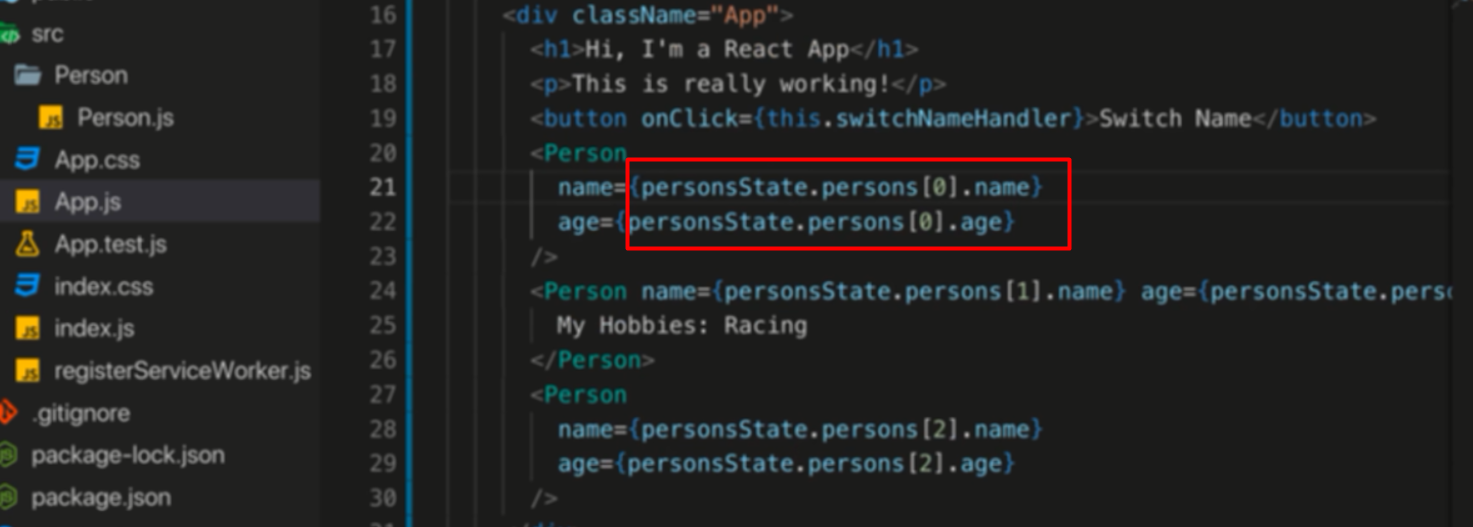 src
Person
Person.js
App.css
App.js
App.test.js
index.css
index.js
registerServiceWorker.js
.gitignore
package-lock.json
package.json
16 <div className="App">
17 <h1>Hi, I'm a React App</h1>
18 <p>This is really working!</p>
19 <button onClick={this.switchNameHandler}>Switch Name</button>
20 <Person
21 name={personsState.persons[0].name}
22 age={personsState.persons[0].age}
23 />
24 <Person name={personsState.persons[1].name} age={personsState.perso
25 My Hobbies: Racing
26 </Person>
27 <Person
28 name={personsState.persons[2].name}
29 age={personsState.persons[2].age}
30 />